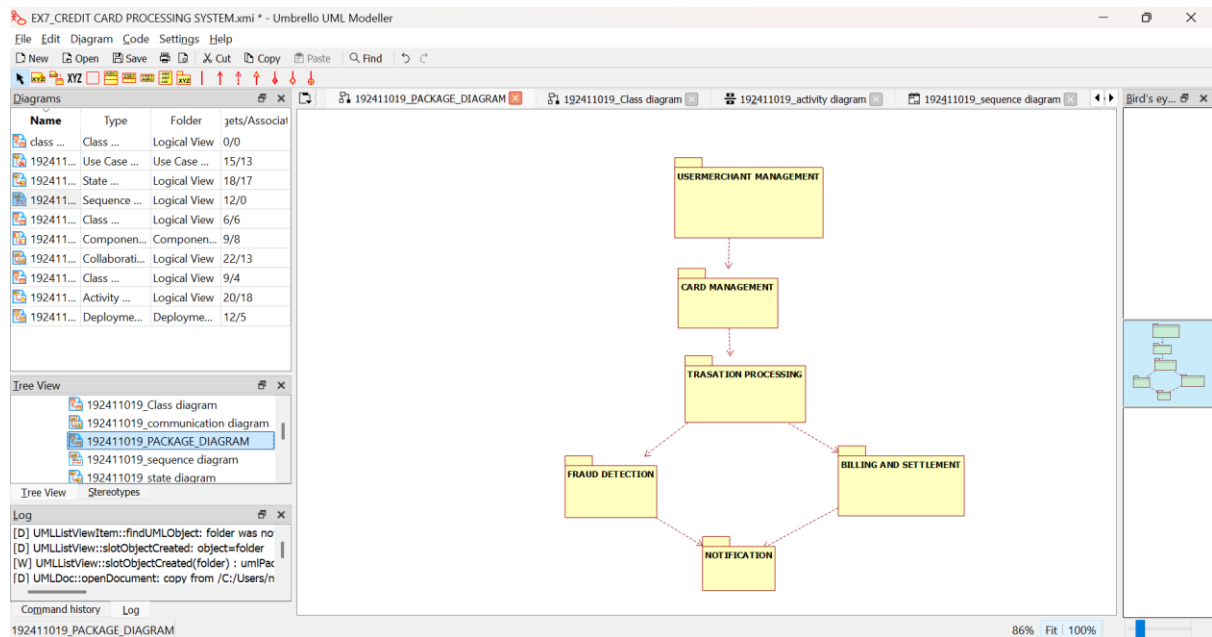 EX7_CREDIT CARD PROCESSING SYSTEM.xmi * - Umbrello UML Modeller
File Edit Diagram Code Settings Help
New Open Save Cut Copy Paste Find
XYZ
Diagrams
192411019_PACKAGE_DIAGRAM 192411019_Class diagram 192411019_activity diagram 192411019_sequence diagram
Bird's ey...
Name Type Folder gets/Associat
class ... Class ... Logical View 0/0
192411... Use Case ... Use Case ... 15/13
192411... State ... Logical View 18/17
192411... Sequence ... Logical View 12/0
192411... Class ... Logical View 6/6
192411... Componen... Componen... 9/8
192411... Collaborati... Logical View 22/13
192411... Class ... Logical View 9/4
192411... Activity ... Logical View 20/18
192411... Deployme... Deployme... 12/5
Tree View
192411019_Class diagram
192411019_communication diagram
192411019_PACKAGE_DIAGRAM
192411019_sequence diagram
192411019 state diagram
Tree View Stereotypes
Log
[D] UMLListViewItem::findUMLObject: folder was no
[D] UMLListView::slotObjectCreated: object=folder
[W] UMLListView::slotObjectCreated(folder) : umlPac
[D] UMLDoc::openDocument: copy from /C:/Users/n
Command history Log
USERMERCHANT MANAGEMENT
CARD MANAGEMENT
TRASATION PROCESSING
FRAUD DETECTION
BILLING AND SETTLEMENT
NOTIFICATION
192411019_PACKAGE_DIAGRAM
86% Fit 100%